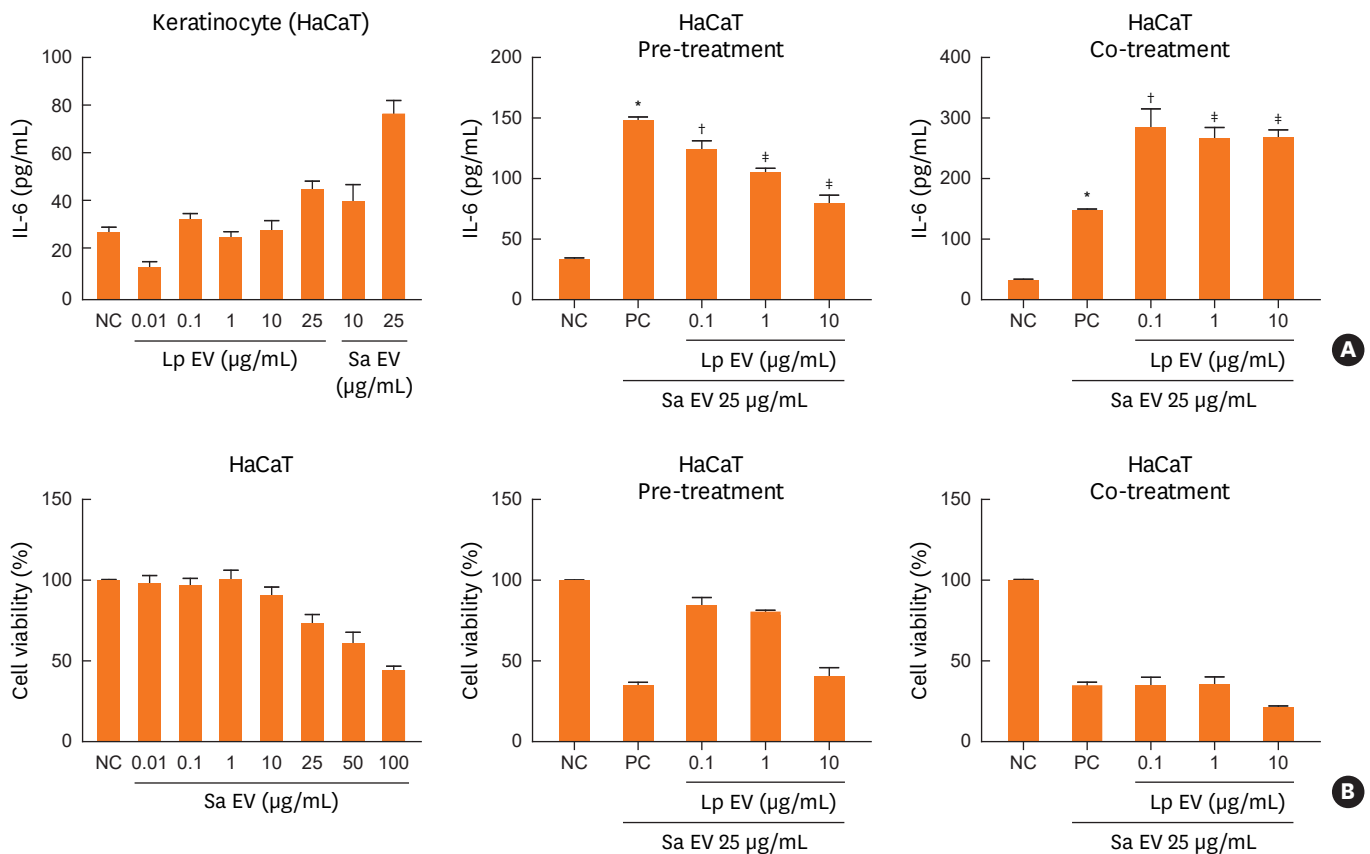 Keratinocyte (HaCaT)
IL-6 (pg/mL)
100
80
60
40
20
0
NC 0.01 0.1 1 10 25 10 25
Lp EV (µg/mL) Sa EV
(µg/mL)
HaCaT
Pre-treatment
IL-6 (pg/mL)
200
150
100
50
0
* † ‡ ‡
NC PC 0.1 1 10
Lp EV (µg/mL)
Sa EV 25 µg/mL
HaCaT
Co-treatment
IL-6 (pg/mL)
400
300
200
100
0
* † ‡ ‡
NC PC 0.1 1 10
Lp EV (µg/mL)
Sa EV 25 µg/mL
A
HaCaT
Cell viability (%)
150
100
50
0
NC 0.01 0.1 1 10 25 50 100
Sa EV (µg/mL)
HaCaT
Pre-treatment
Cell viability (%)
150
100
50
0
NC PC 0.1 1 10
Lp EV (µg/mL)
Sa EV 25 µg/mL
HaCaT
Co-treatment
Cell viability (%)
150
100
50
0
NC PC 0.1 1 10
Lp EV (µg/mL)
Sa EV 25 µg/mL
B